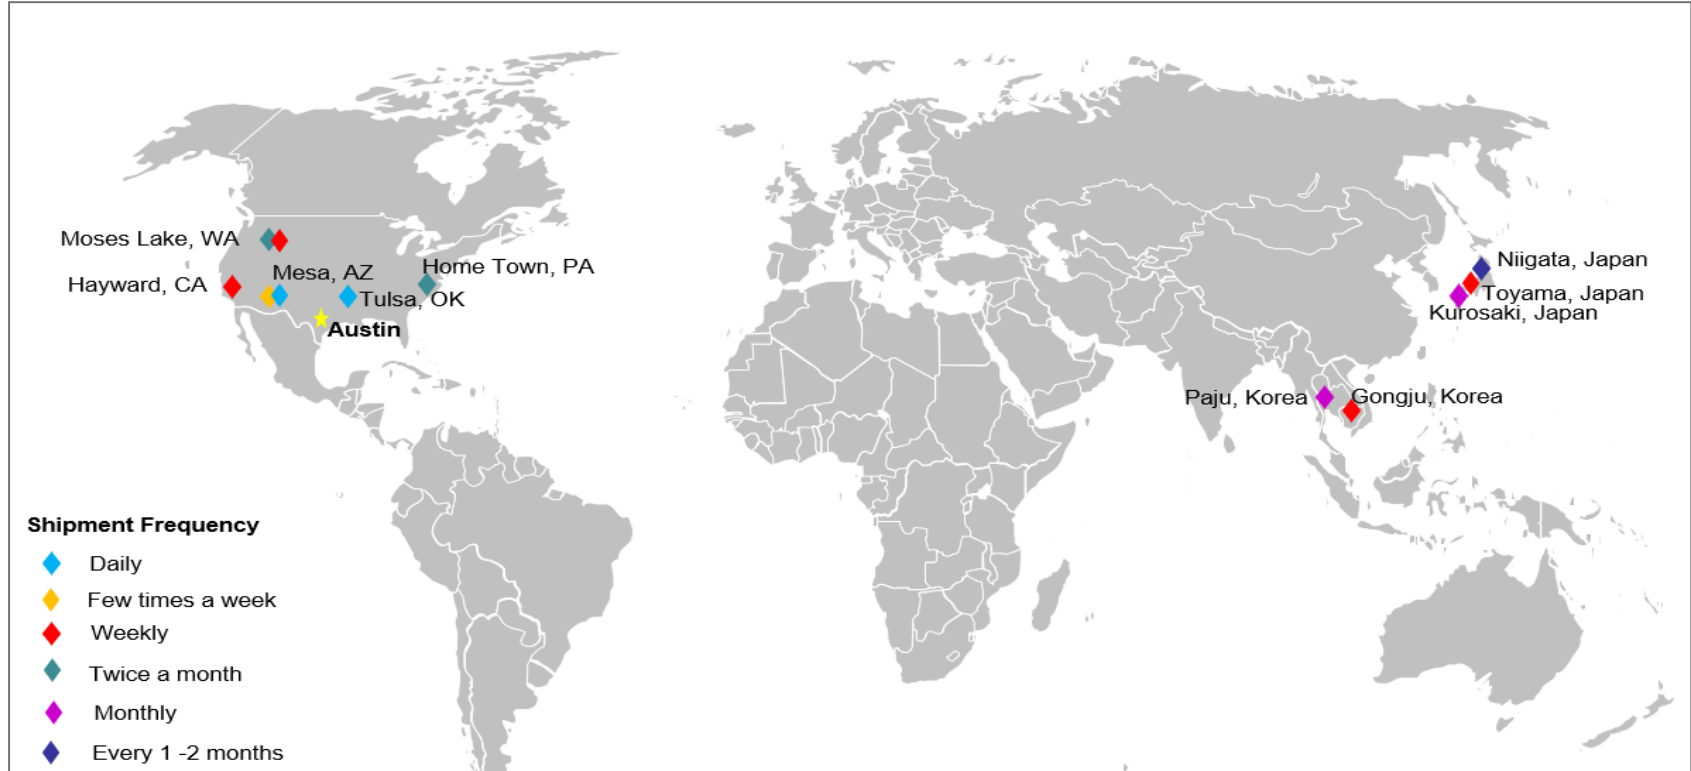 Moses Lake, WA
Hayward, CA
Mesa, AZ
Home Town, PA
Tulsa, OK
Austin
Niigata, Japan
Toyama, Japan
Kurosaki, Japan
Paju, Korea
Gongju, Korea
Shipment Frequency
Daily
Few times a week
Weekly
Twice a month
Monthly
Every 1 -2 months